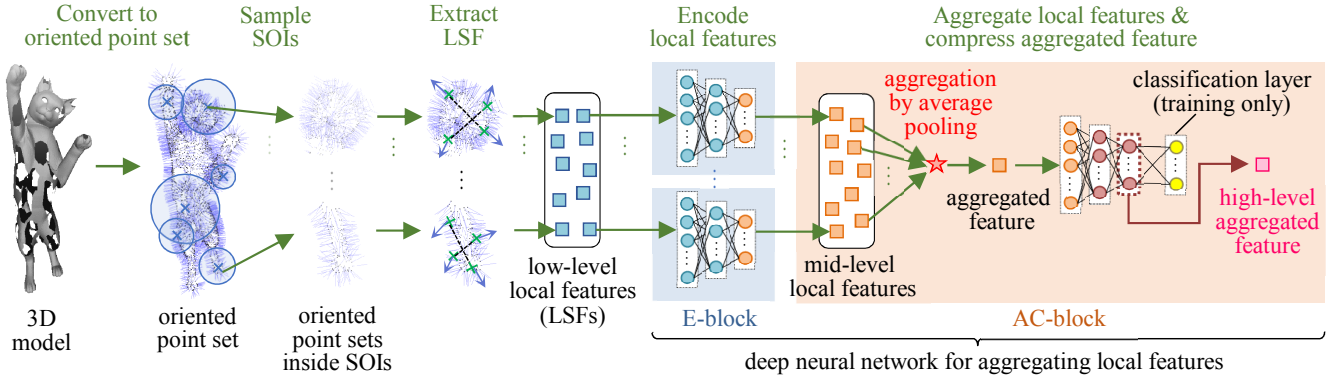 Convert to
oriented point set
Sample
SOIs
Extract
LSF
Encode
local features
Aggregate local features &
compress aggregated feature
aggregation
by average
pooling
classification layer
(training only)
aggregated
feature
high-level
aggregated
feature
low-level
local features
(LSFs)
mid-level
local features
3D
model
oriented
point set
oriented
point sets
inside SOIs
E-block
AC-block
deep neural network for aggregating local features